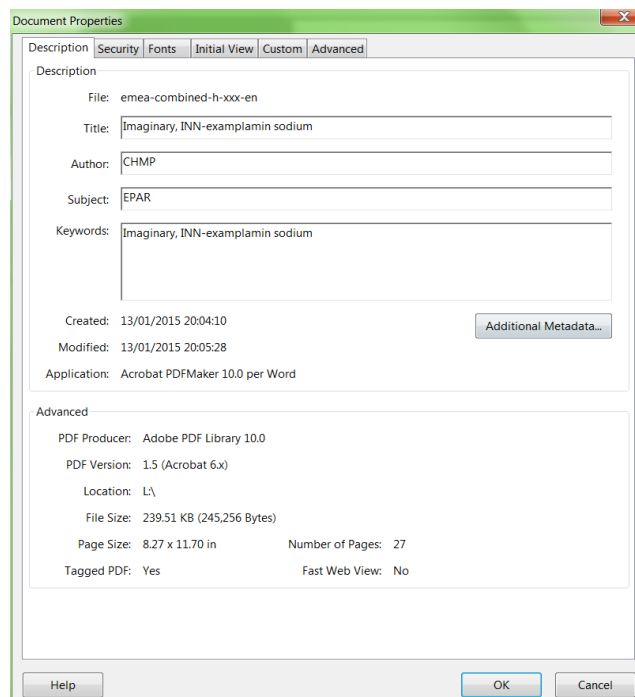 Document Properties
X
Description Security Fonts Initial View Custom Advanced
Description
File: emea-combined-h-xxx-en
Title: Imaginary, INN-examplamin sodium
Author: CHMP
Subject: EPAR
Keywords: Imaginary, INN-examplamin sodium
Created: 13/01/2015 20:04:10
Additional Metadata...
Modified: 13/01/2015 20:05:28
Application: Acrobat PDFMaker 10.0 per Word
Advanced
PDF Producer: Adobe PDF Library 10.0
PDF Version: 1.5 (Acrobat 6.x)
Location: L:\
File Size: 239.51 KB (245,256 Bytes)
Page Size: 8.27 x 11.70 in Number of Pages: 27
Tagged PDF: Yes Fast Web View: No
Help OK Cancel